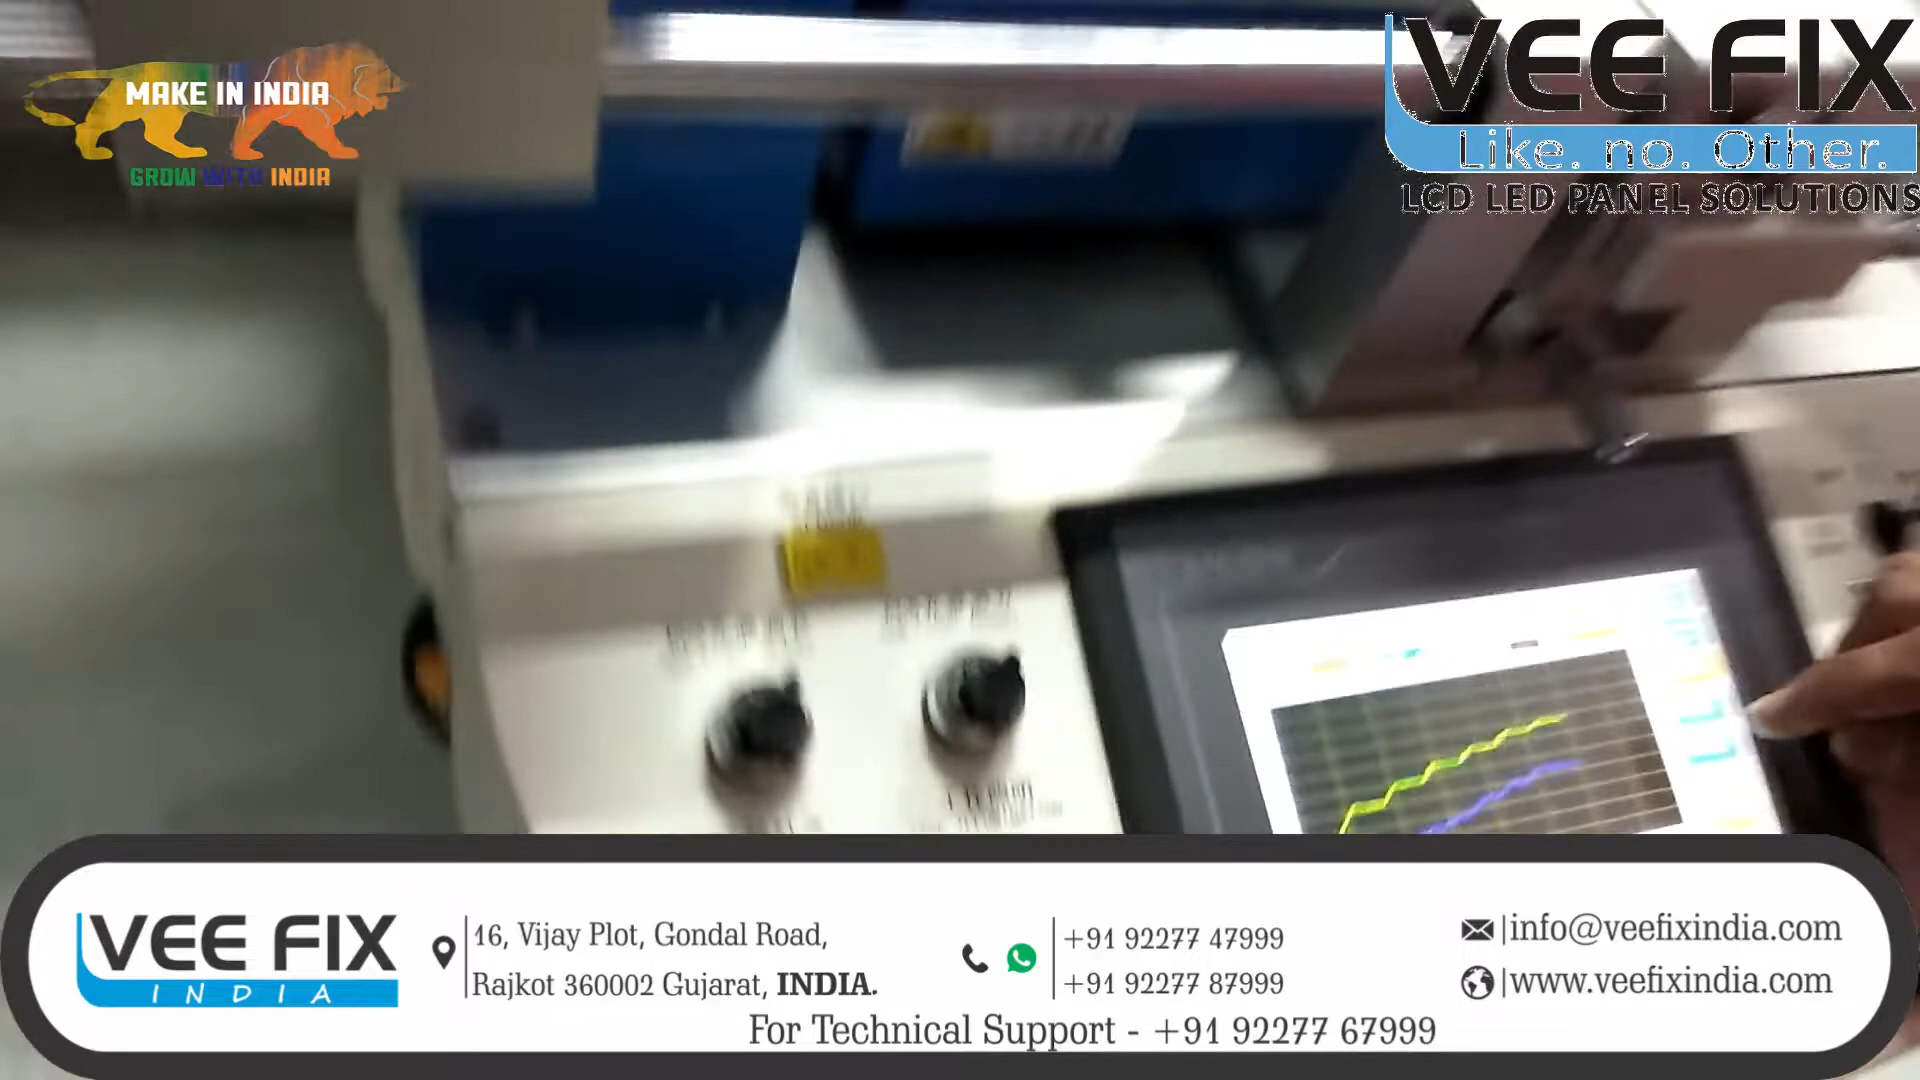 MAKE IN INDIA
GROW WITH INDIA
VEE FIX
Like. no. Other.
LCD LED PANEL SOLUTIONS
VEE FIX
INDIA
16, Vijay Plot, Gondal Road,
Rajkot 360002 Gujarat, INDIA.
+91 92277 47999
+91 92277 87999
info@veefixindia.com
www.veefixindia.com
For Technical Support - +91 92277 67999